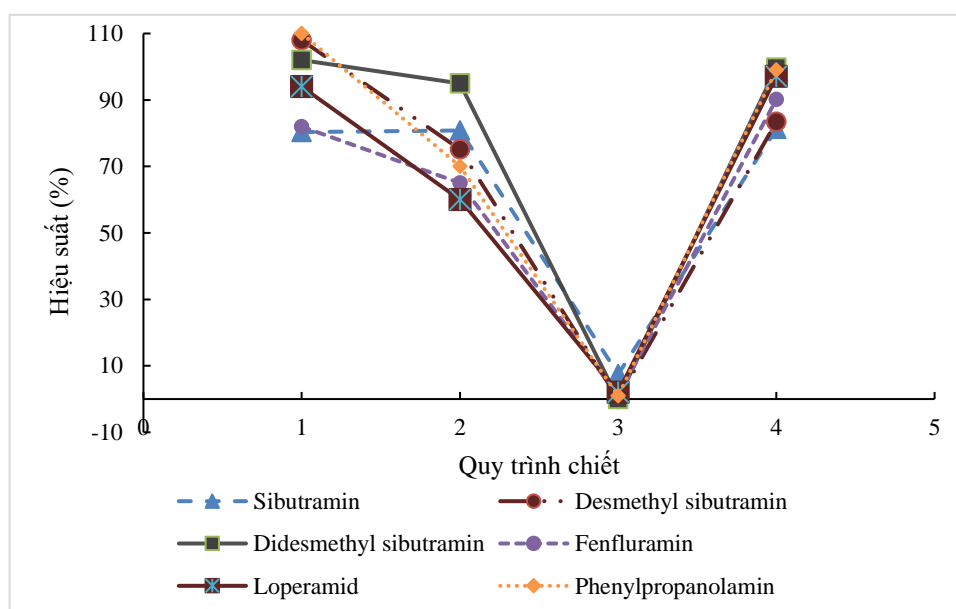 110
90
70
50
30
10
-10
0 1 2 3 4 5
Hiệu suất (%)
Quy trình chiết
Sibutramin Desmethyl sibutramin
Didesmethyl sibutramin Fenfluramin
Loperamid Phenylpropanolamin